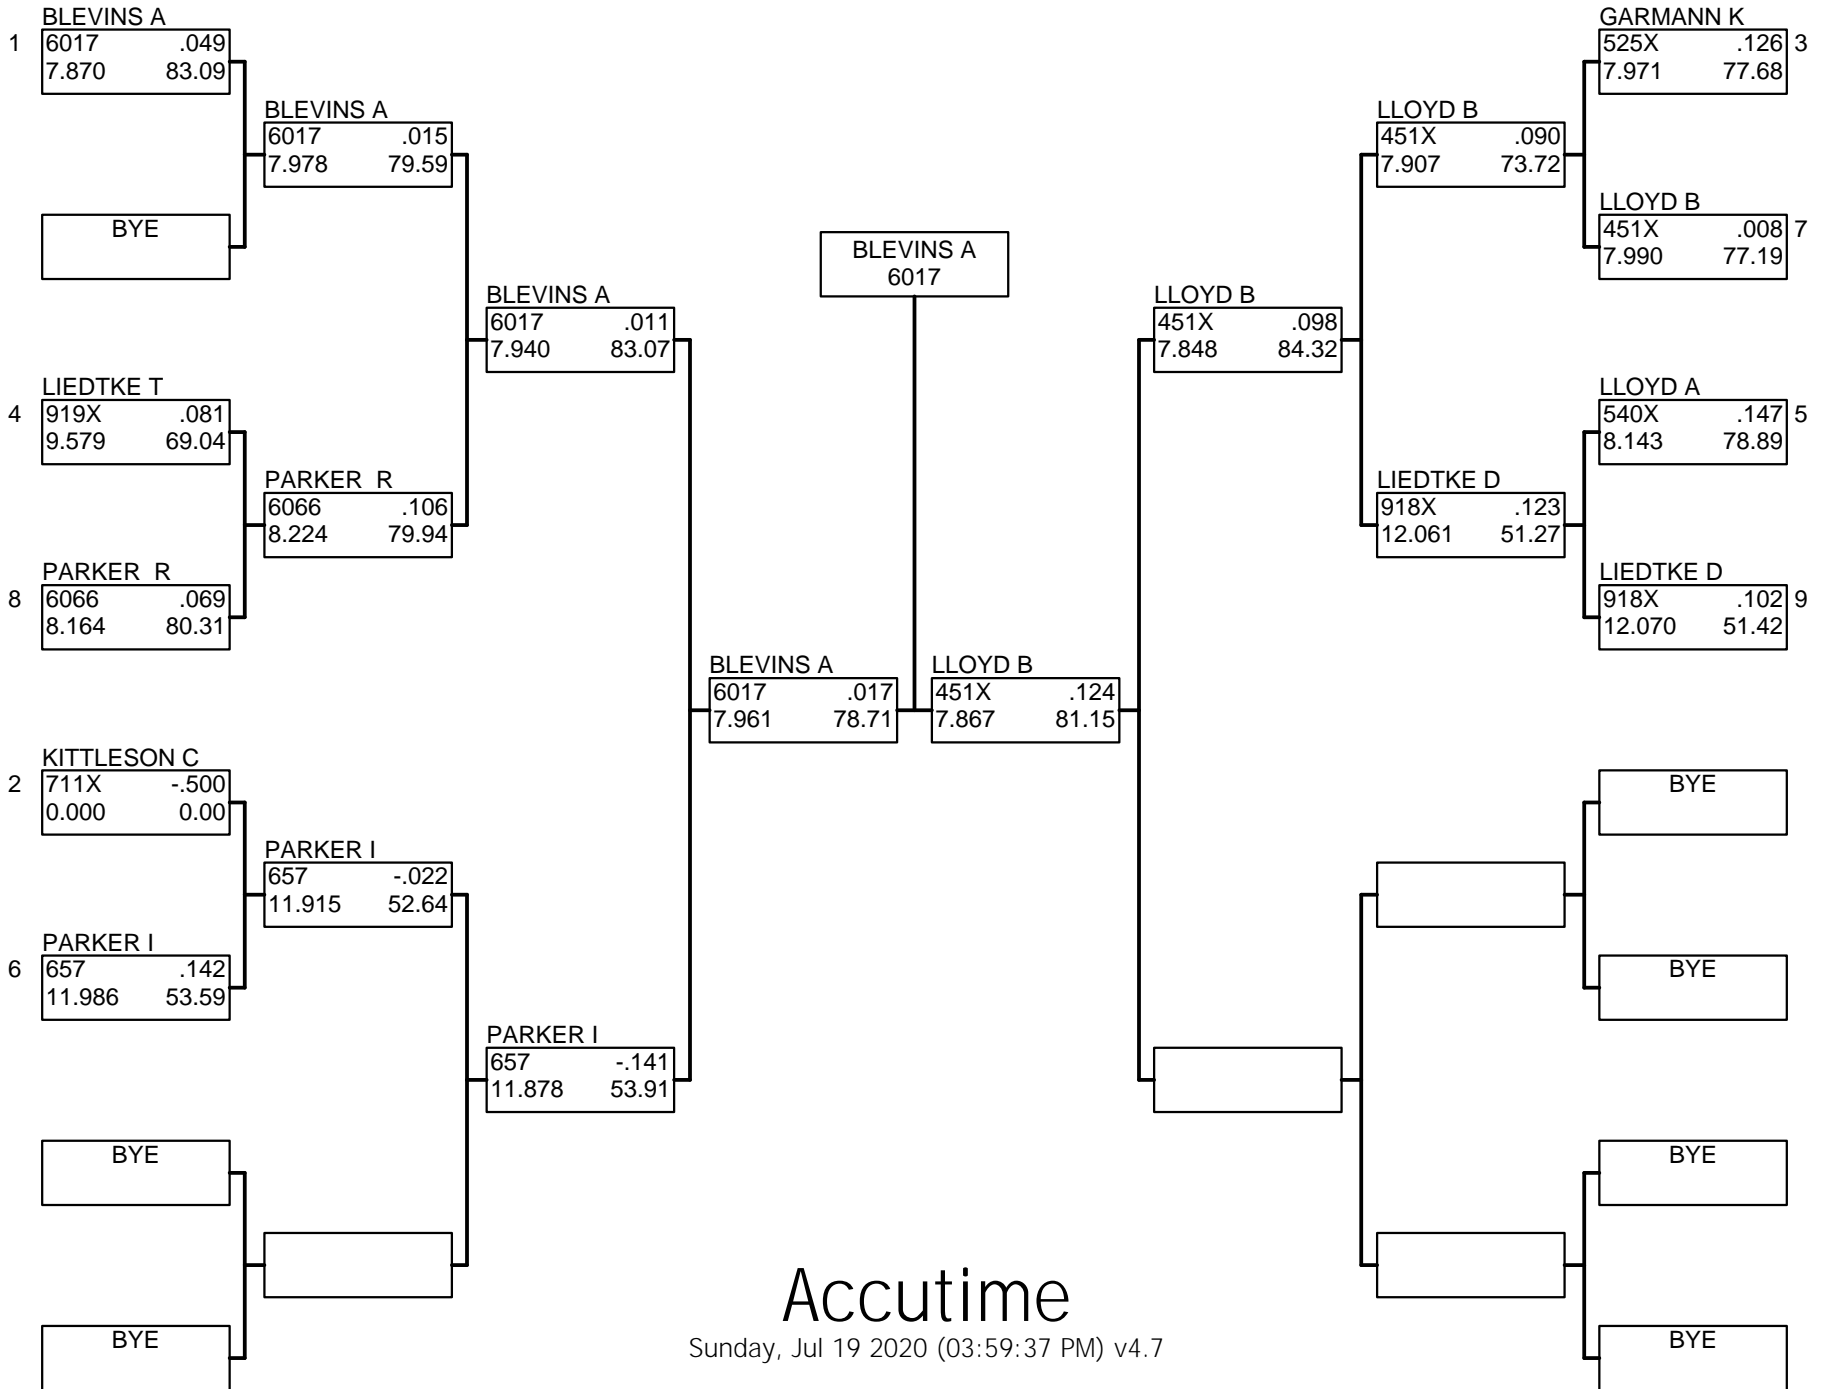 BLEVINS A
1 6017 .049
7.870 83.09
BYE
LIEDTKE T
4 919X .081
9.579 69.04
PARKER  R
8 6066 .069
8.164 80.31
KITTLESON C
2 711X -.500
0.000 0.00
PARKER I
6 657 .142
11.986 53.59
BYE
BYE
BLEVINS A
6017 .015
7.978 79.59
PARKER  R
6066 .106
8.224 79.94
PARKER I
657 -.022
11.915 52.64
BLEVINS A
6017 .011
7.940 83.07
PARKER I
657 -.141
11.878 53.91
BLEVINS A
6017 .017
7.961 78.71
BLEVINS A
6017
LLOYD B
451X .124
7.867 81.15
LLOYD B
451X .098
7.848 84.32
LLOYD B
451X .090
7.907 73.72
LIEDTKE D
918X .123
12.061 51.27
GARMANN K
525X .126 3
7.971 77.68
LLOYD B
451X .008 7
7.990 77.19
LLOYD A
540X .147 5
8.143 78.89
LIEDTKE D
918X .102 9
12.070 51.42
BYE
BYE
BYE
BYE
Accutime
Sunday, Jul 19 2020 (03:59:37 PM) v4.7